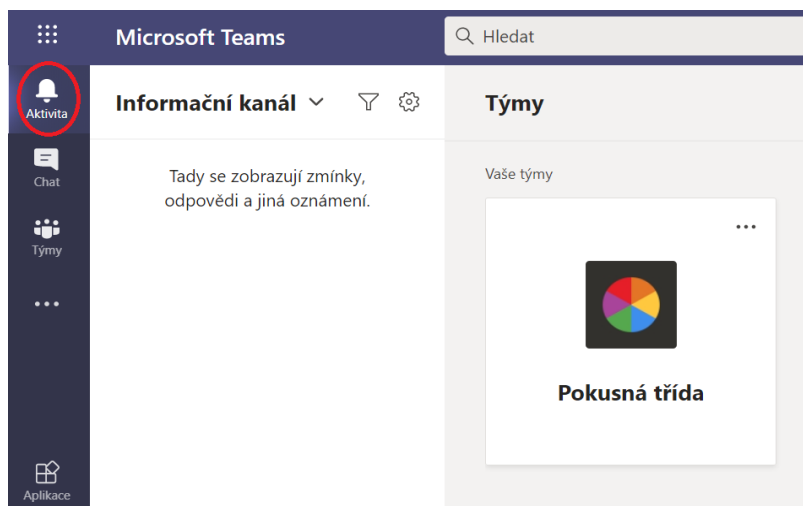 Microsoft Teams
Hledat
Aktivita
Chat
Týmy
Aplikace
Informační kanál
Tady se zobrazují zmínky,
odpovědi a jiná oznámení.
Týmy
Vaše týmy
Pokusná třída